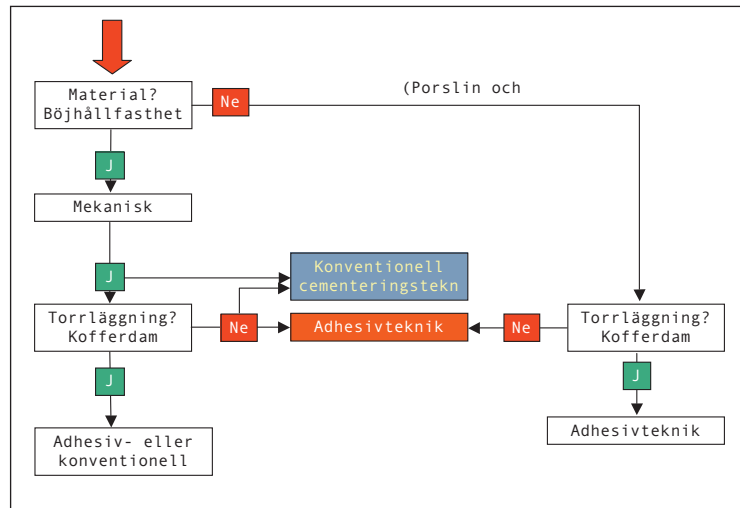 Material?
Böjhållfasthet
Ne
(Porslin och
J
Mekanisk
J
Konventionell
cementeringstekn
Torrläggning?
Kofferdam
Ne
Adhesivteknik
Ne
Torrläggning?
Kofferdam
J
J
Adhesiv- eller
konventionell
Adhesivteknik